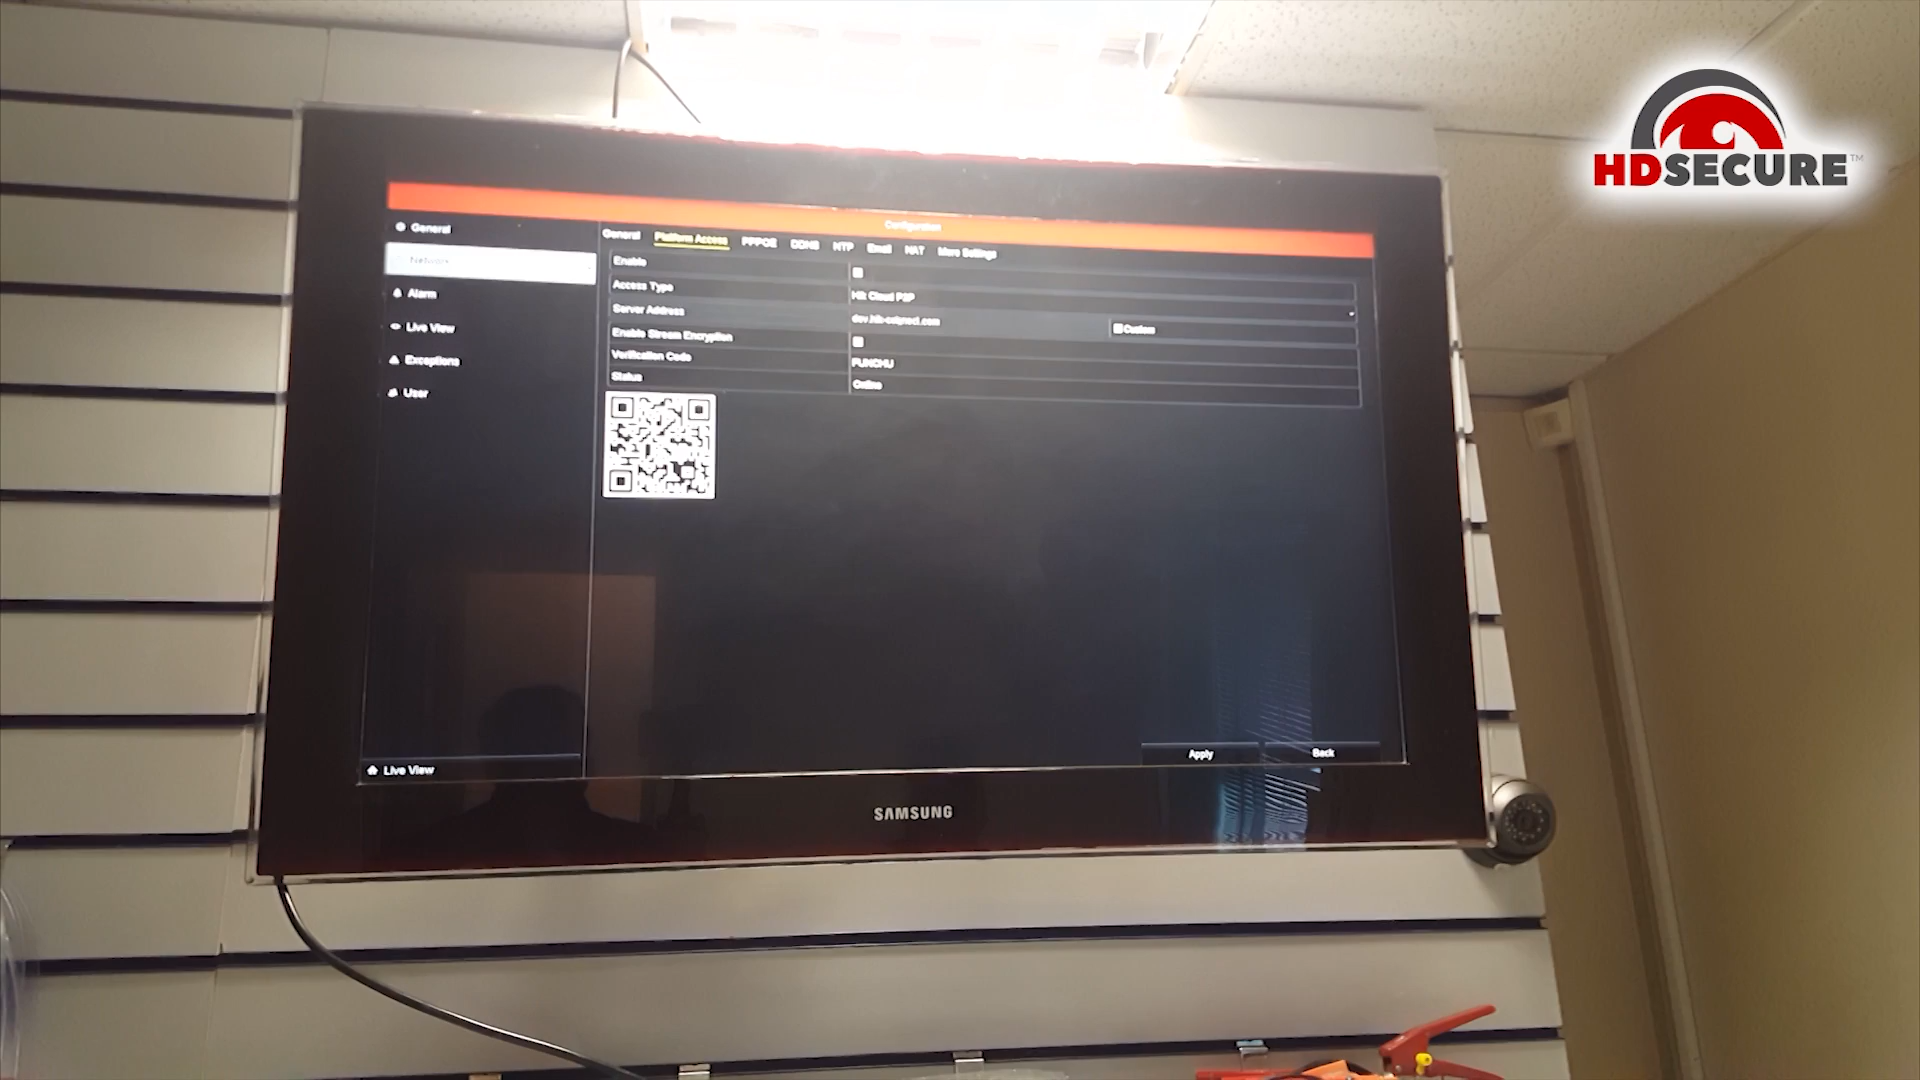 HDSECURE™
Configuration
General
General Platform Access PPPOE DDNS NTP Email NAT More Settings
Network
Alarm
Live View
Exceptions
User
Enable
Access Type Hik Cloud P2P
Server Address Custom
Enable Stream Encryption
Verification Code
Status Online
Apply Back
Live View
SAMSUNG